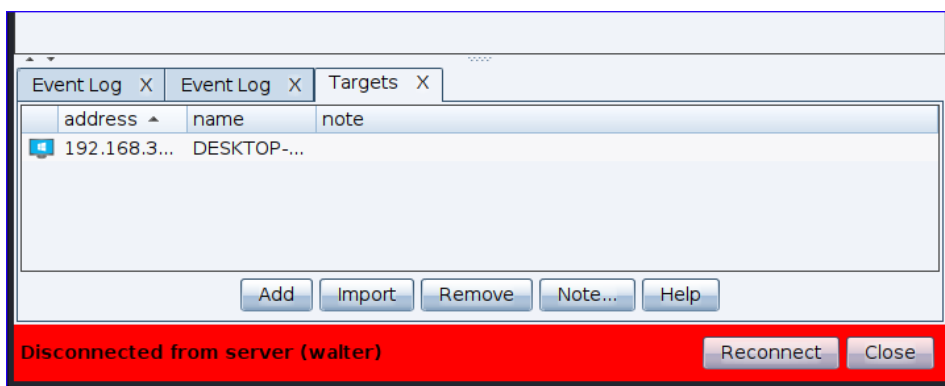 Event Log X Event Log X Targets X
address name note
192.168.3... DESKTOP-...
Add Import Remove Note... Help
Disconnected from server (walter) Reconnect Close